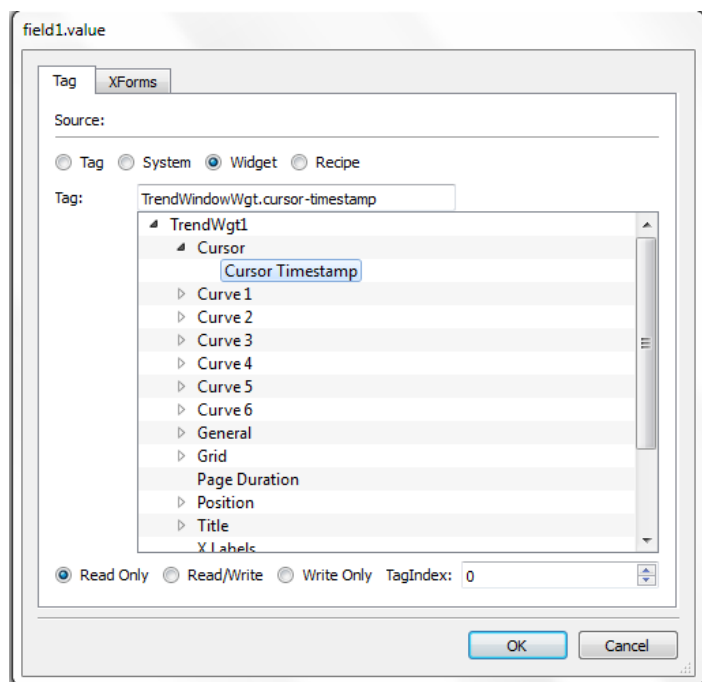 field1.value
Tag XForms
Source:
Tag System Widget Recipe
Tag: TrendWindowWgt.cursor-timestamp
TrendWgt1
Cursor
Cursor Timestamp
Curve 1
Curve 2
Curve 3
Curve 4
Curve 5
Curve 6
General
Grid
Page Duration
Position
Title
X Labels
Read Only Read/Write Write Only TagIndex: 0
OK Cancel